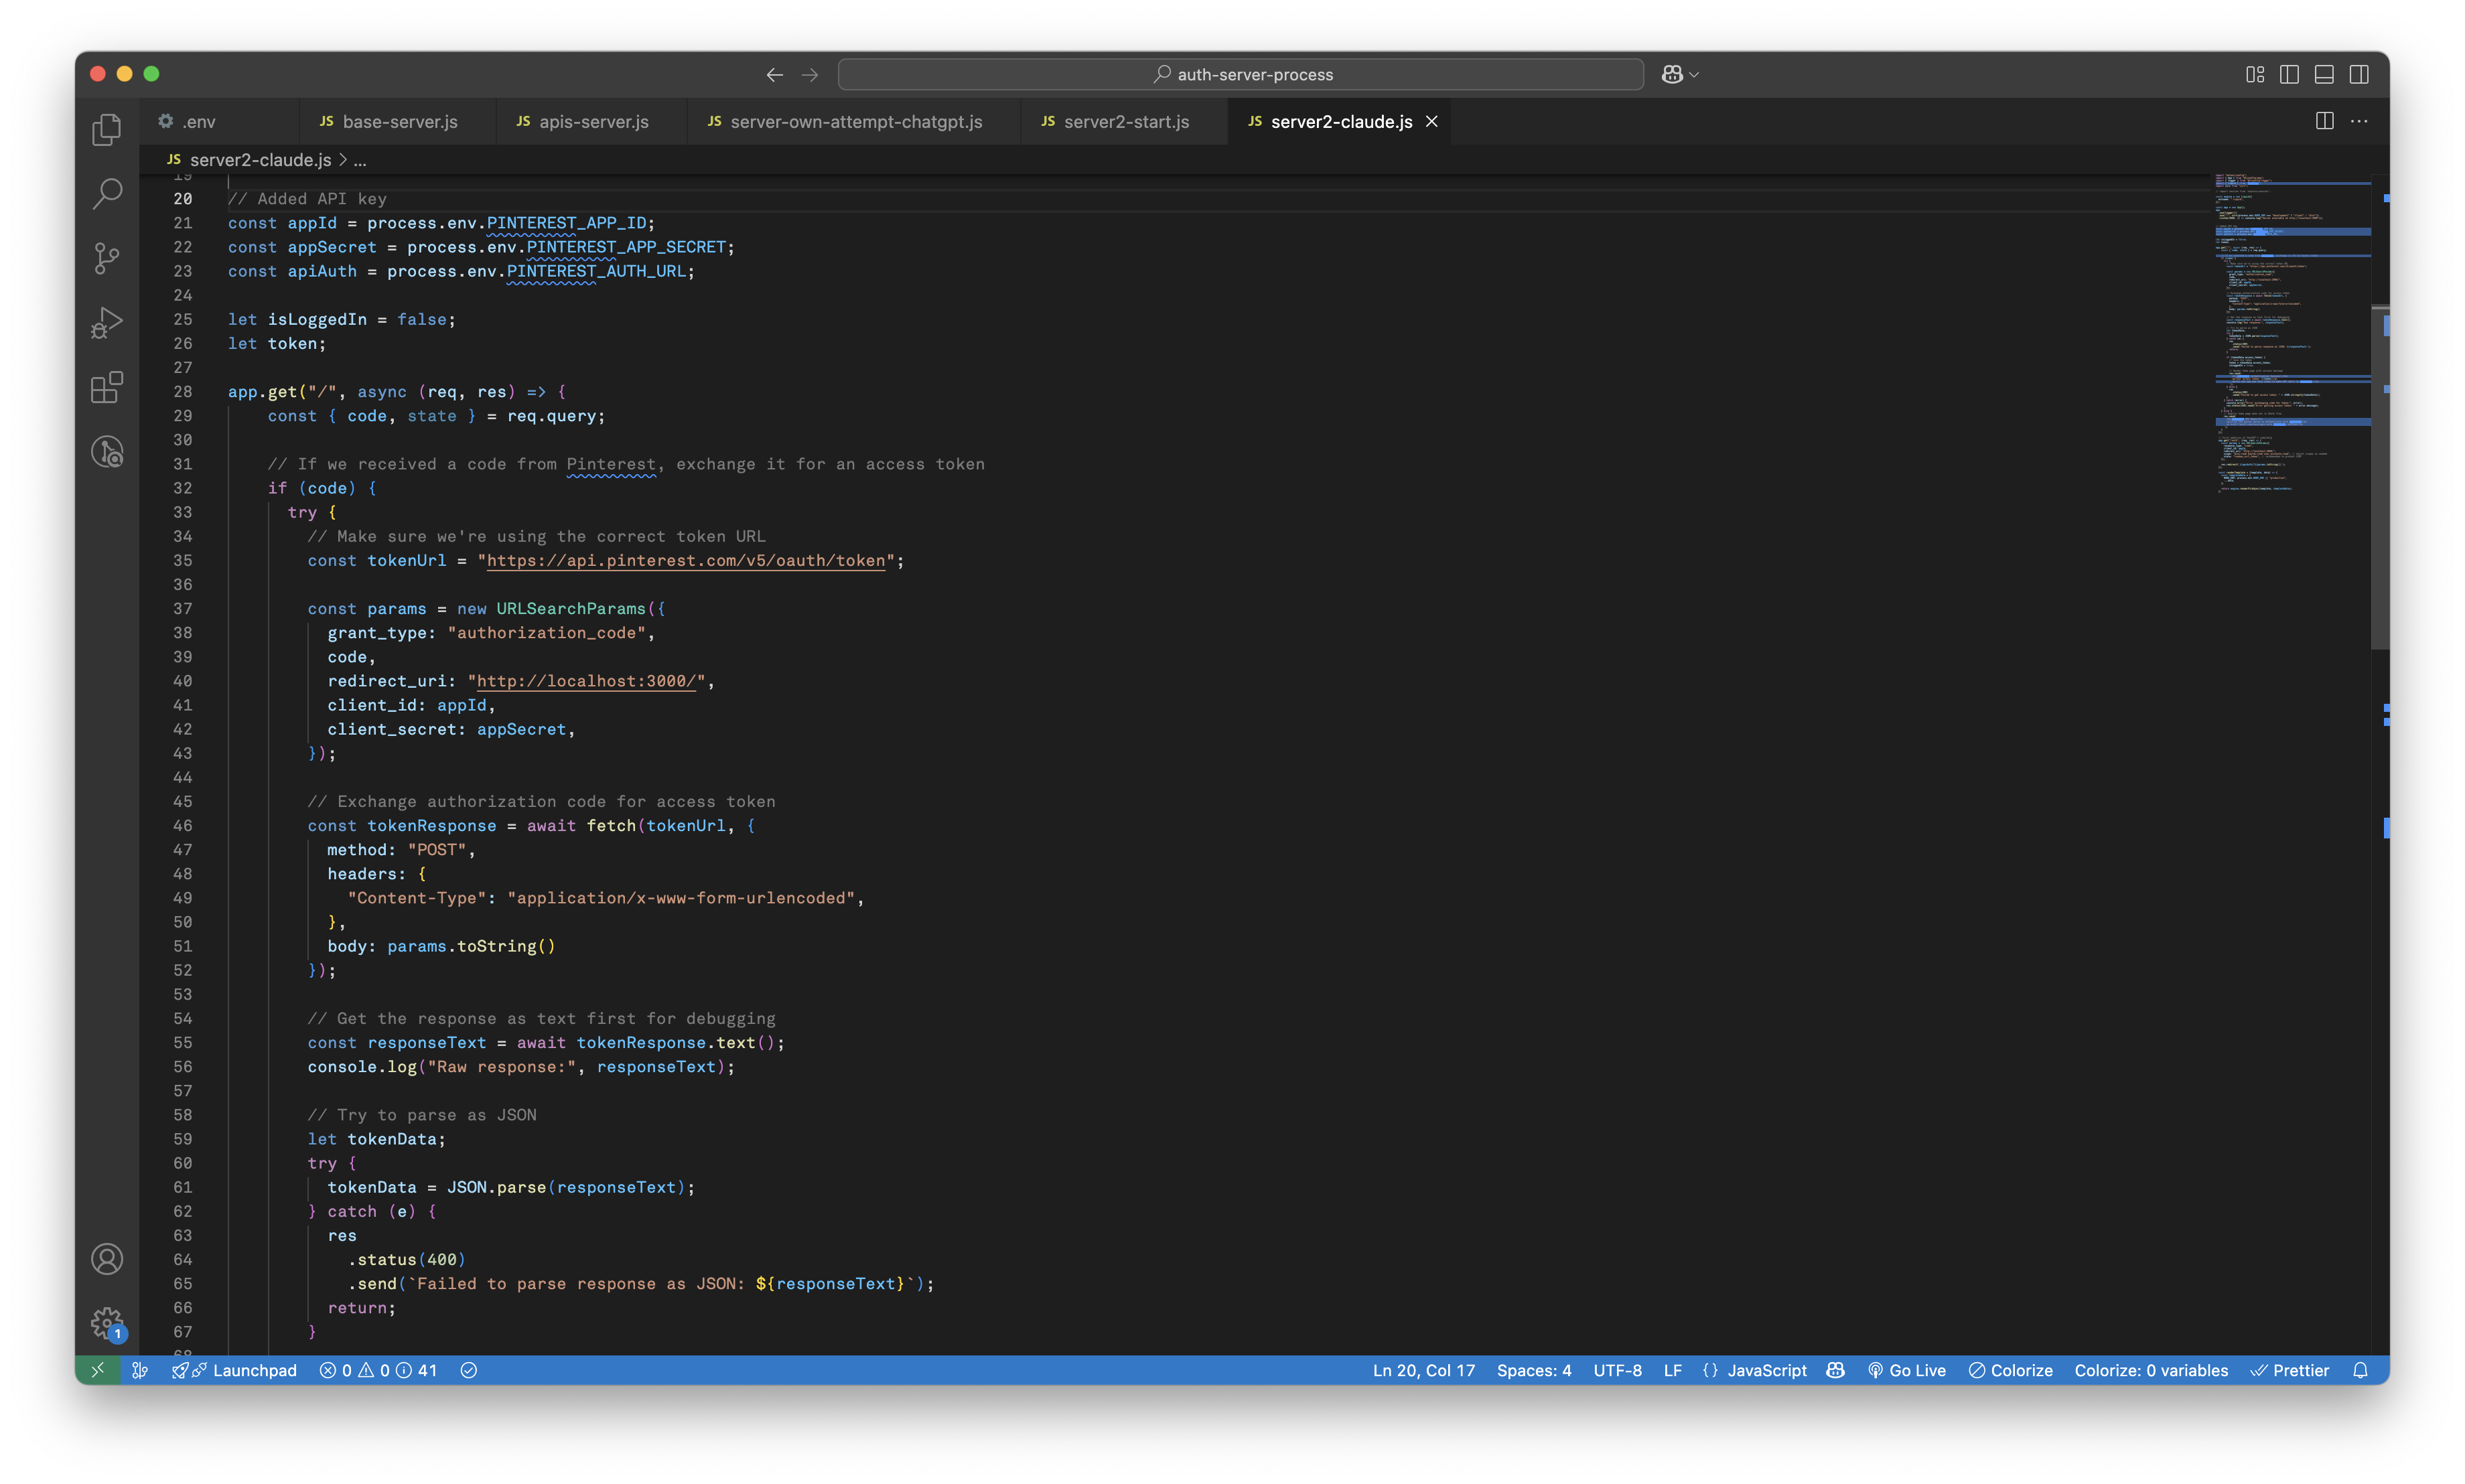 auth-server-process
.env
JS base-server.js
JS apis-server.js
JS server-own-attempt-chatgpt.js
JS server2-start.js
JS server2-claude.js
JS server2-claude.js > ...
19
20 // Added API key
21 const appId = process.env.PINTEREST_APP_ID;
22 const appSecret = process.env.PINTEREST_APP_SECRET;
23 const apiAuth = process.env.PINTEREST_AUTH_URL;
24
25 let isLoggedIn = false;
26 let token;
27
28 app.get("/", async (req, res) => {
29 const { code, state } = req.query;
30
31 // If we received a code from Pinterest, exchange it for an access token
32 if (code) {
33 try {
34 // Make sure we're using the correct token URL
35 const tokenUrl = "https://api.pinterest.com/v5/oauth/token";
36
37 const params = new URLSearchParams({
38 grant_type: "authorization_code",
39 code,
40 redirect_uri: "http://localhost:3000/",
41 client_id: appId,
42 client_secret: appSecret,
43 });
44
45 // Exchange authorization code for access token
46 const tokenResponse = await fetch(tokenUrl, {
47 method: "POST",
48 headers: {
49 "Content-Type": "application/x-www-form-urlencoded",
50 },
51 body: params.toString()
52 });
53
54 // Get the response as text first for debugging
55 const responseText = await tokenResponse.text();
56 console.log("Raw response:", responseText);
57
58 // Try to parse as JSON
59 let tokenData;
60 try {
61 tokenData = JSON.parse(responseText);
62 } catch (e) {
63 res
64 .status(400)
65 .send(`Failed to parse response as JSON: ${responseText}`);
66 return;
67 }
68
1
Launchpad 0 0 41
Ln 20, Col 17 Spaces: 4 UTF-8 LF {} JavaScript Go Live Colorize Colorize: 0 variables Prettier